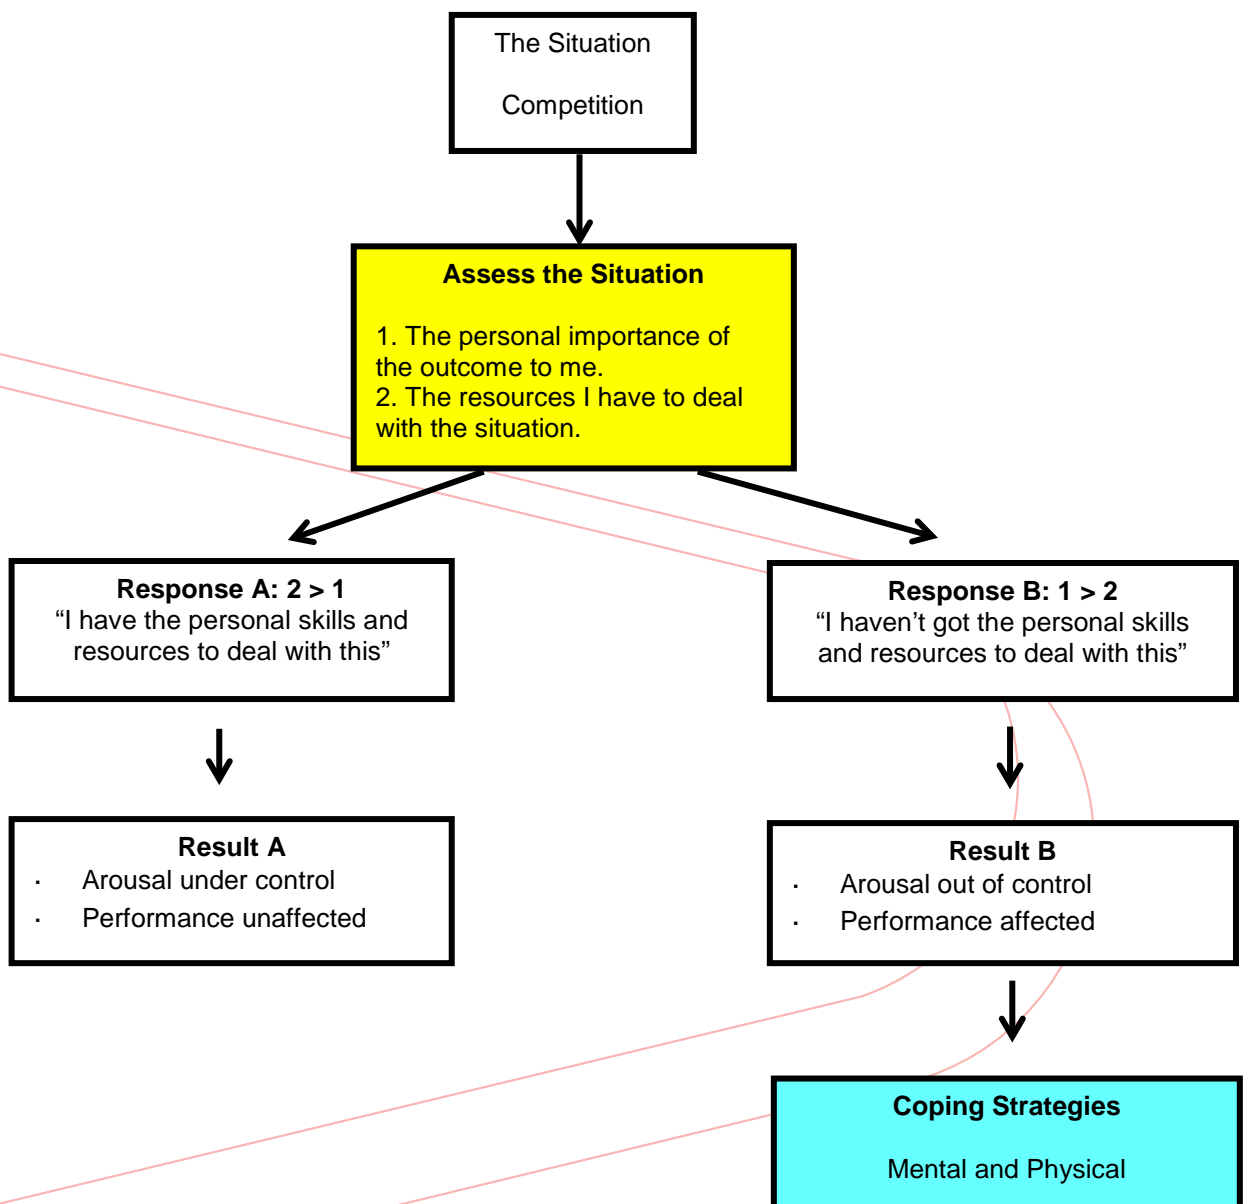 The Situation
Competition
Assess the Situation
1. The personal importance of
the outcome to me.
2. The resources I have to deal
with the situation.
Response A: 2 > 1
“I have the personal skills and
resources to deal with this”
Response B: 1 > 2
“I haven’t got the personal skills
and resources to deal with this”
Result A
· Arousal under control
· Performance unaffected
Result B
· Arousal out of control
· Performance affected
Coping Strategies
Mental and Physical